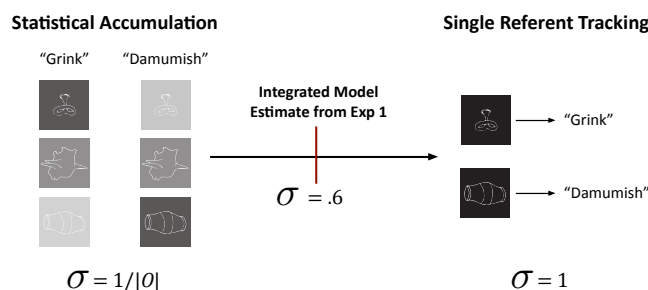 Statistical Accumulation
Single Referent Tracking
“Grink”
“Damumish”
Integrated Model
Estimate from Exp 1
“Grink”
“Damumish”
σ = .6
σ = 1/|O|
σ = 1